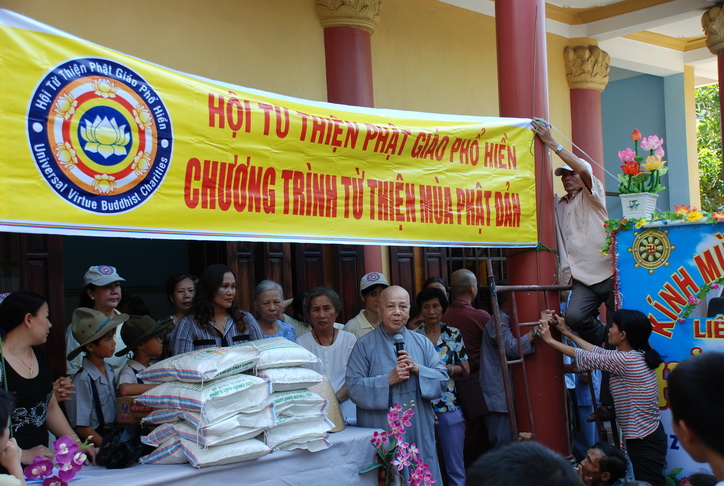 Hội Từ Thiện Phật Giáo Phổ Hiền
Universal Virtue Buddhist Charities
HỘI TỪ THIỆN PHẬT GIÁO PHỔ HIỀN
CHƯƠNG TRÌNH TỪ THIỆN MÙA PHẬT ĐẢN
KÍNH MỪ
LIÊ